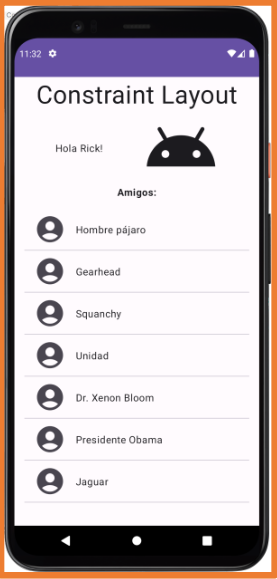 11:32
Constraint Layout
Hola Rick!
Amigos:
Hombre pájaro
Gearhead
Squanchy
Unidad
Dr. Xenon Bloom
Presidente Obama
Jaguar